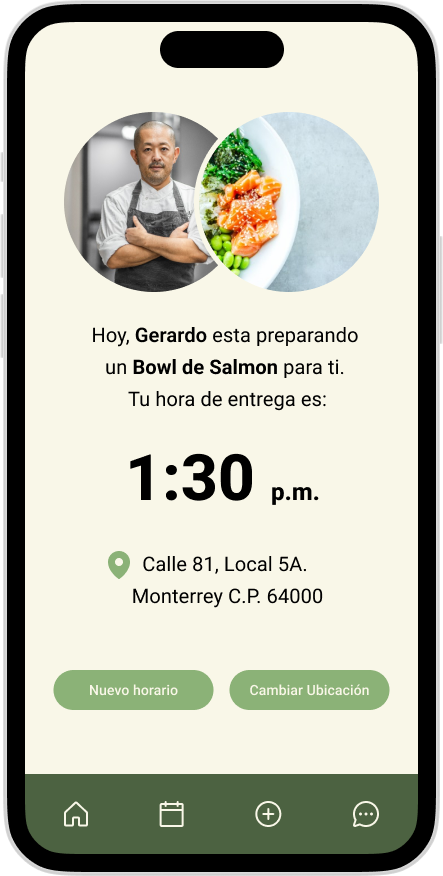 Hoy, Gerardo esta preparando
un Bowl de Salmon para ti.
Tu hora de entrega es:
1:30 p.m.
Calle 81, Local 5A.
Monterrey C.P. 64000
Nuevo horario
Cambiar Ubicación